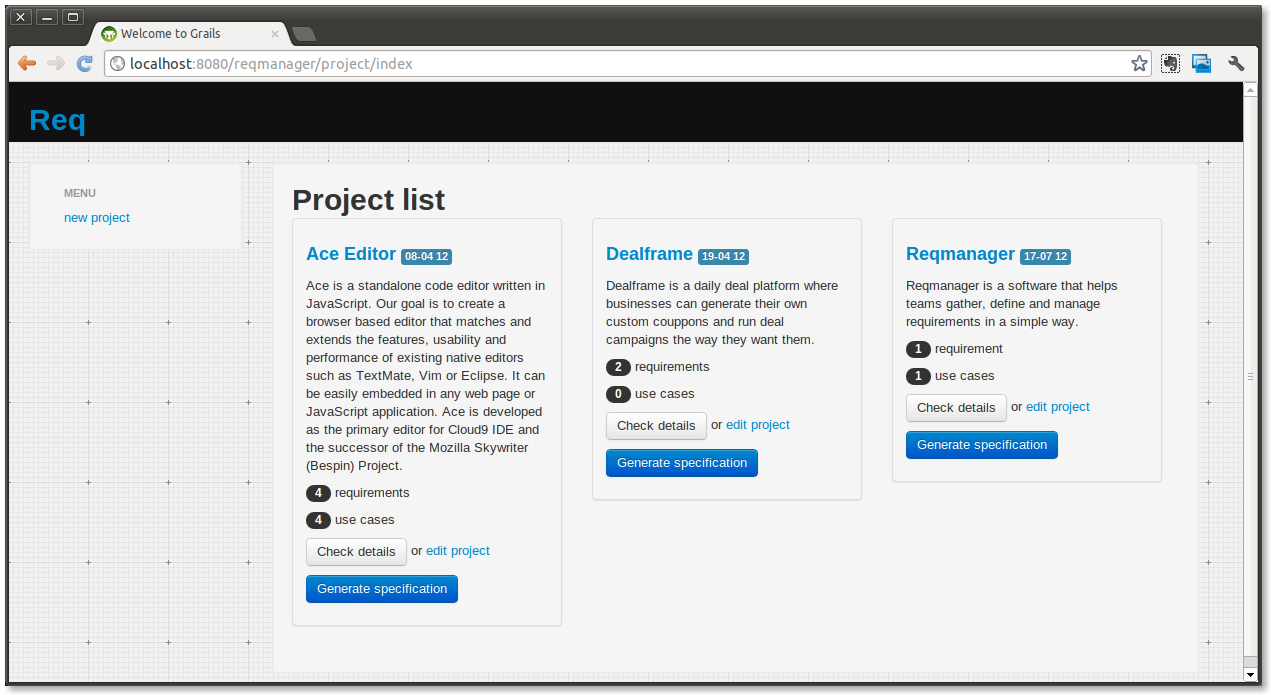 Welcome to Grails
localhost:8080/reqmanager/project/index
Req
MENU
new project
Project list
Ace Editor 08-04 12
Ace is a standalone code editor written in
JavaScript. Our goal is to create a
browser based editor that matches and
extends the features, usability and
performance of existing native editors
such as TextMate, Vim or Eclipse. It can
be easily embedded in any web page or
JavaScript application. Ace is developed
as the primary editor for Cloud9 IDE and
the successor of the Mozilla Skywriter
(Bespin) Project.
4 requirements
4 use cases
Check details or edit project
Generate specification
Dealframe 19-04 12
Dealframe is a daily deal platform where
businesses can generate their own
custom couppons and run deal
campaigns the way they want them.
2 requirements
0 use cases
Check details or edit project
Generate specification
Reqmanager 17-07 12
Reqmanager is a software that helps
teams gather, define and manage
requirements in a simple way.
1 requirement
1 use cases
Check details or edit project
Generate specification